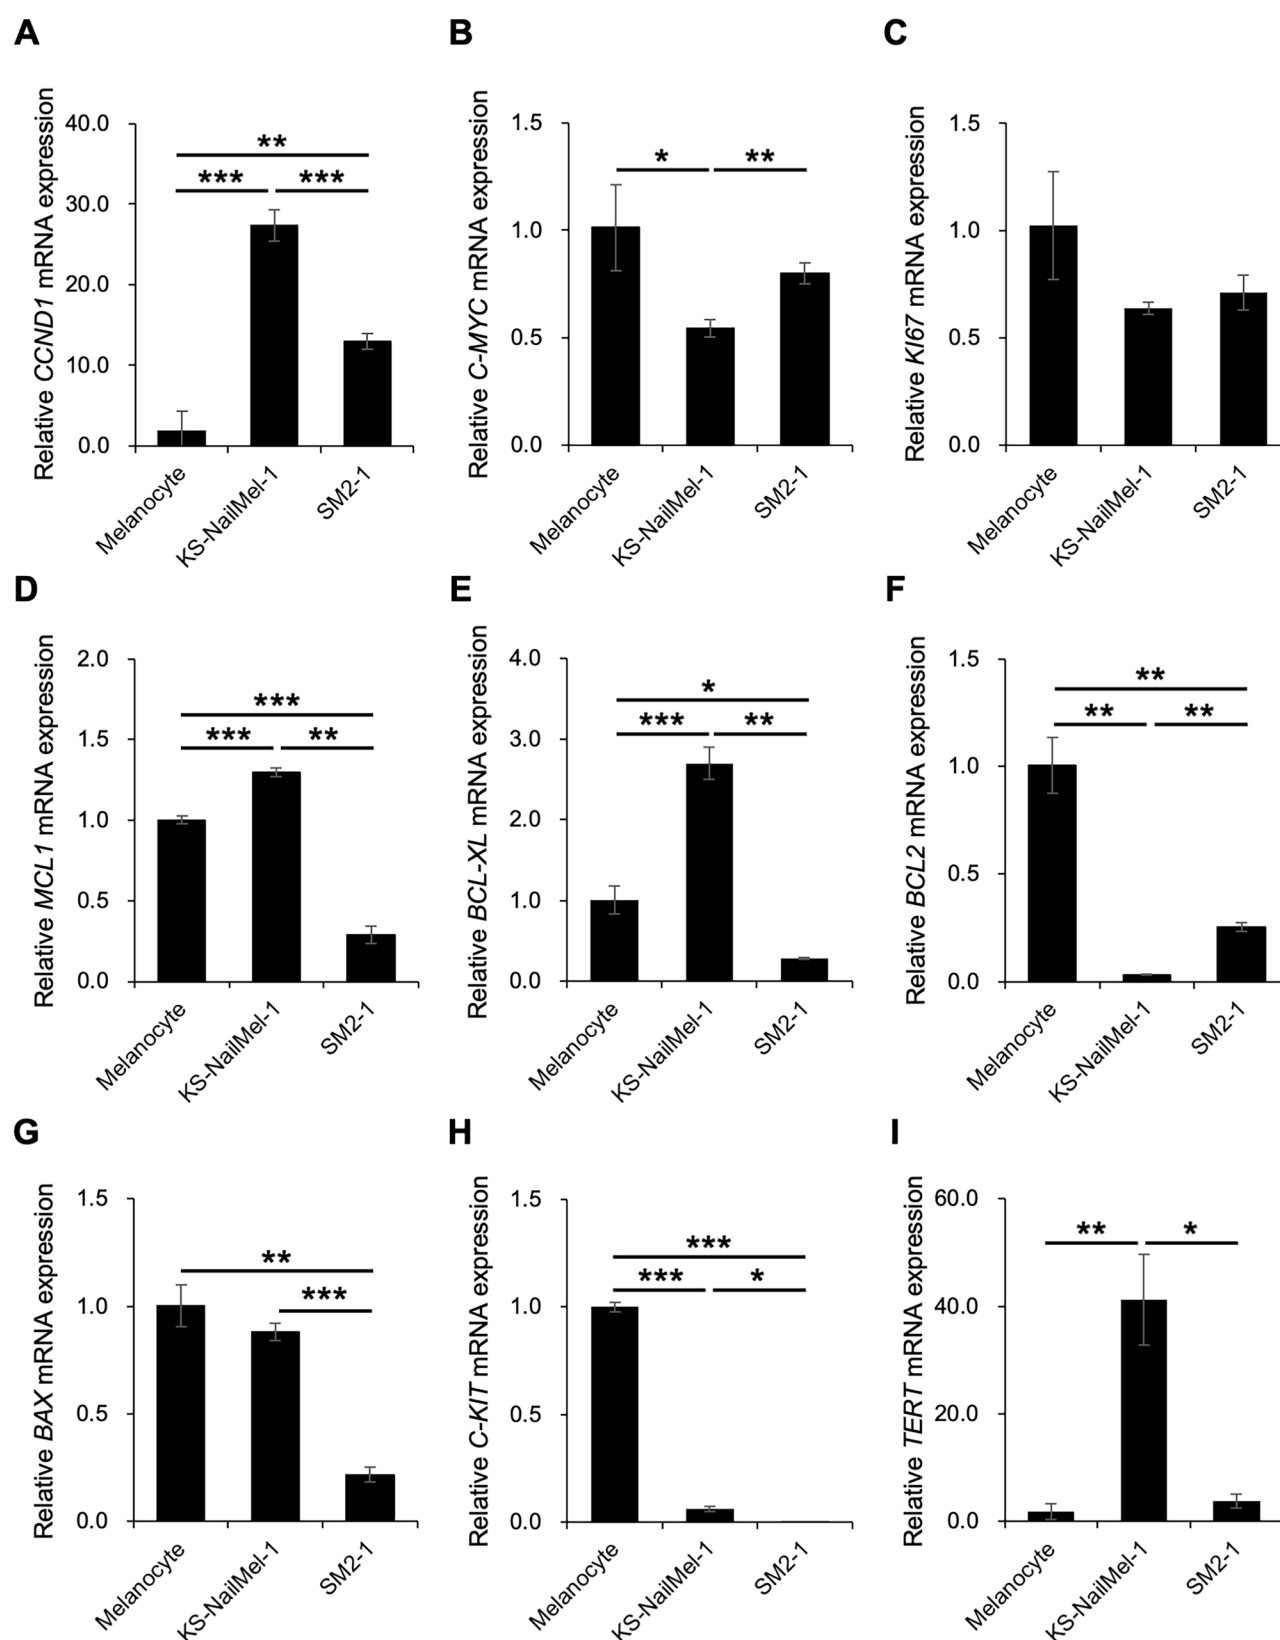 A
Relative CCND1 mRNA expression
40.0
30.0
20.0
10.0
0.0
**
***
***
Melanocyte
KS-NailMel-1
SM2-1
B
Relative C-MYC mRNA expression
1.5
1.0
0.5
0.0
*
**
Melanocyte
KS-NailMel-1
SM2-1
C
Relative KI67 mRNA expression
1.5
1.0
0.5
0.0
Melanocyte
KS-NailMel-1
SM2-1
D
Relative MCL1 mRNA expression
2.0
1.5
1.0
0.5
0.0
***
***
**
Melanocyte
KS-NailMel-1
SM2-1
E
Relative BCL-XL mRNA expression
4.0
3.0
2.0
1.0
0.0
*
***
**
Melanocyte
KS-NailMel-1
SM2-1
F
Relative BCL2 mRNA expression
1.5
1.0
0.5
0.0
**
**
**
Melanocyte
KS-NailMel-1
SM2-1
G
Relative BAX mRNA expression
1.5
1.0
0.5
0.0
**
***
Melanocyte
KS-NailMel-1
SM2-1
H
Relative C-KIT mRNA expression
1.5
1.0
0.5
0.0
***
***
*
Melanocyte
KS-NailMel-1
SM2-1
I
Relative TERT mRNA expression
60.0
40.0
20.0
0.0
**
*
Melanocyte
KS-NailMel-1
SM2-1